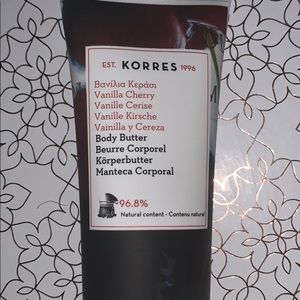 EST. KORRES 1996
Βανίλια Κεράσι
Vanilla Cherry
Vanille Cerise
Vanille Kirsche
Vainilla y Cereza
Body Butter
Beurre Corporel
Körperbutter
Manteca Corporal
96.8%
Natural content - Contenu naturel